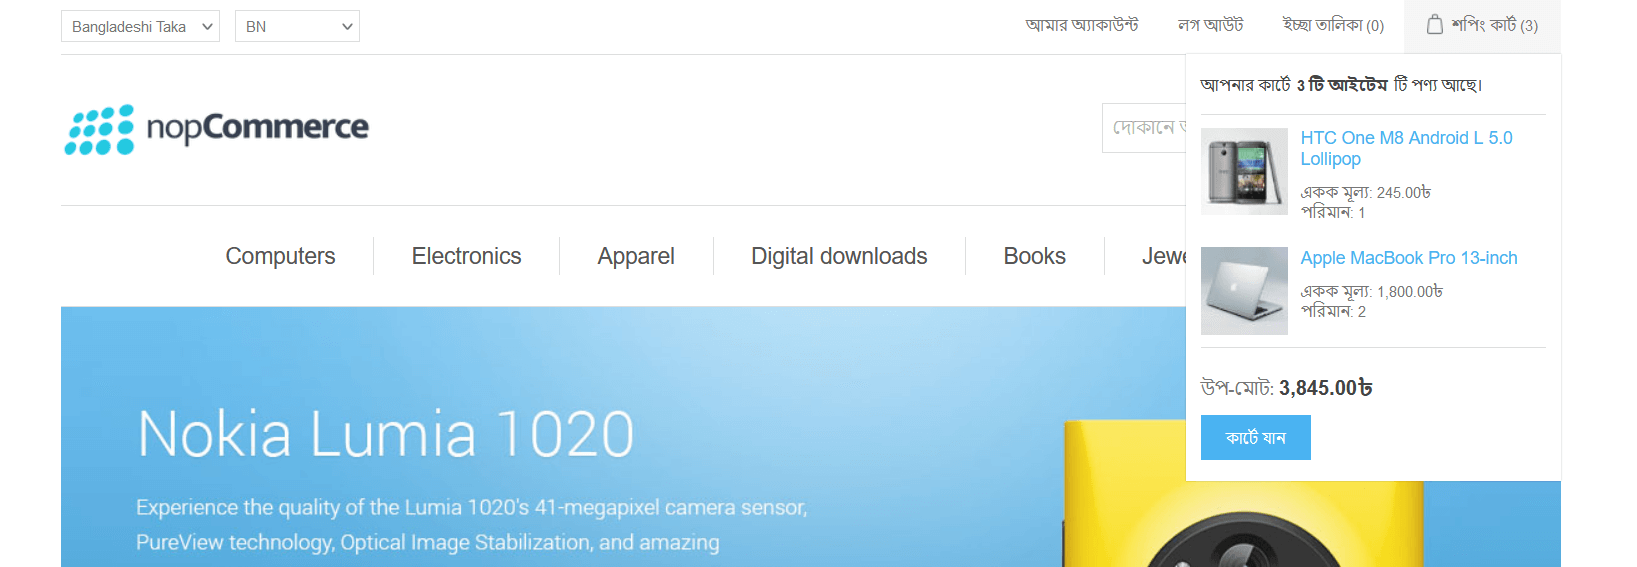 Bangladeshi Taka
BN
আমার অ্যাকাউন্ট
লগ আউট
ইচ্ছা তালিকা (0)
শপিং কার্ট (3)
আপনার কার্টে 3 টি আইটেম টি পণ্য আছে।
nopCommerce
দোকানে
HTC One M8 Android L 5.0
Lollipop
একক মূল্য: 245.00৳
পরিমান: 1
Computers
Electronics
Apparel
Digital downloads
Books
Jewe
Apple MacBook Pro 13-inch
একক মূল্য: 1,800.00৳
পরিমান: 2
উপ-মোট: 3,845.00৳
কার্টে যান
Nokia Lumia 1020
Experience the quality of the Lumia 1020's 41-megapixel camera sensor,
PureView technology, Optical Image Stabilization, and amazing